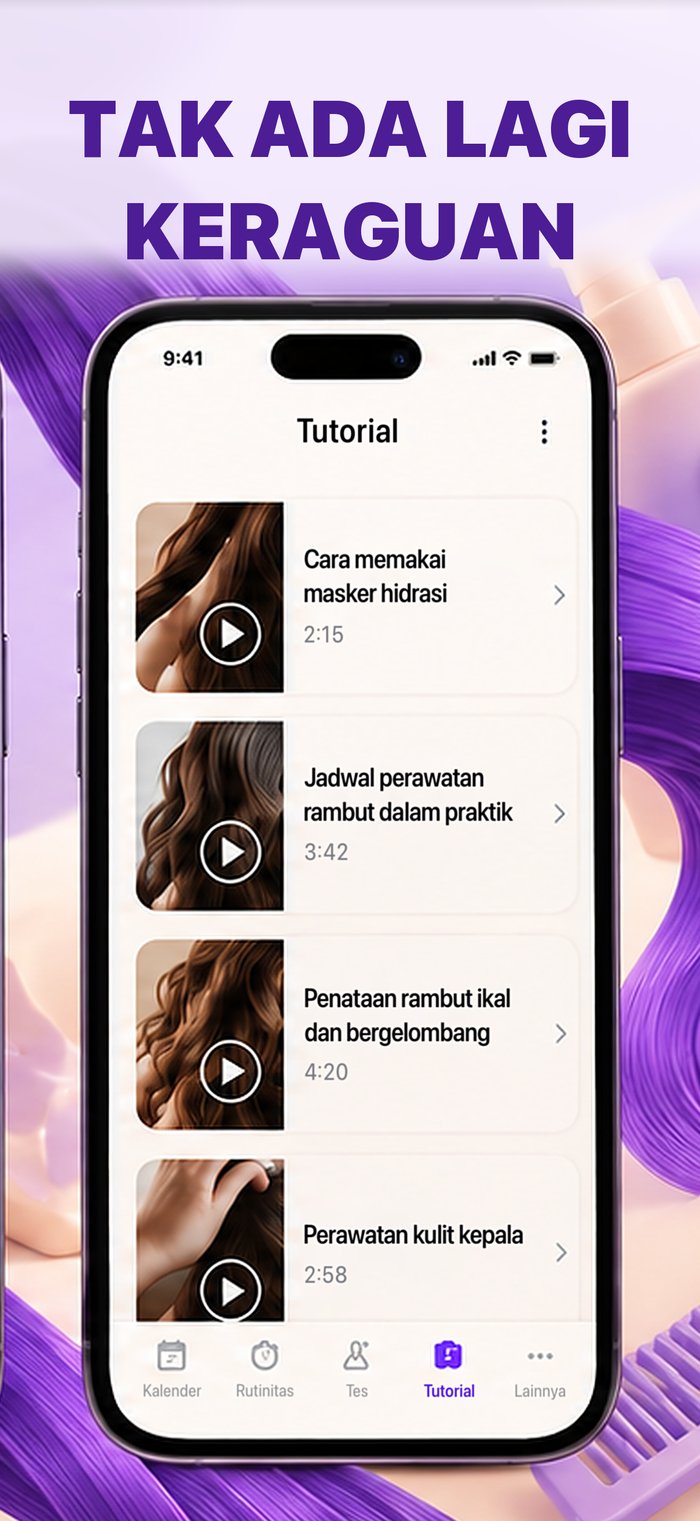 TAK ADA LAGI
KERAGUAN
9:41
Tutorial
Cara memakai
masker hidrasi
2:15
Jadwal perawatan
rambut dalam praktik
3:42
Penataan rambut ikal
dan bergelombang
4:20
Perawatan kulit kepala
2:58
Kalender
Rutinitas
Tes
Tutorial
Lainnya